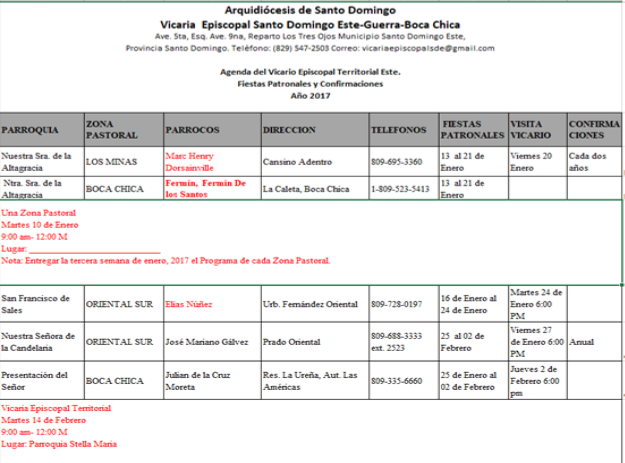 Arquidiócesis de Santo Domingo
Vicaria Episcopal Santo Domingo Este-Guerra-Boca Chica
Ave. 5ta, Esq. Ave. 9na, Reparto Los Tres Ojos Municipio Santo Domingo Este,
Provincia Santo Domingo. Teléfono: (829) 547-2503 Correo: vicariaepiscopalsde@gmail.com
Agenda del Vicario Episcopal Territorial Este.
Fiestas Patronales y Confirmaciones
Año 2017
PARROQUIA ZONA PASTORAL PARROCOS DIRECCION TELEFONOS FIESTAS PATRONALES VISITA VICARIO CONFIRMA CIONES
Nuestra Sra. de la Altagracia LOS MINAS Marc Henry Dorsainville Cansino Adentro 809-695-3360 13 al 21 de Enero Viernes 20 Enero Cada dos años
Ntra. Sra. de la Altagracia BOCA CHICA Fermín, Fermín De los Santos La Caleta, Boca Chica 1-809-523-5413 13 al 21 de Enero
Una Zona Pastoral
Martes 10 de Enero
9:00 am- 12:00 M
Lugar: ____________________________
Nota: Entregar la tercera semana de enero, 2017 el Programa de cada Zona Pastoral.
San Francisco de Sales ORIENTAL SUR Elías Núñez Urb. Fernández Oriental 809-728-0197 16 de Enero al 24 de Enero Martes 24 de Enero 6:00 PM
Nuestra Señora de la Candelaria ORIENTAL SUR José Mariano Gálvez Prado Oriental 809-688-3333 ext. 2523 25 al 02 de Febrero Viernes 27 de Enero 6:00 PM Anual
Presentación del Señor BOCA CHICA Julian de la Cruz Moreta Res. La Ureña, Aut. Las Américas 809-335-6660 25 de Enero al 02 de Febrero Jueves 2 de Febrero 6:00 pm
Vicaria Episcopal Territorial
Martes 14 de Febrero
9:00 am- 12:00 M
Lugar: Parroquia Stella Maria